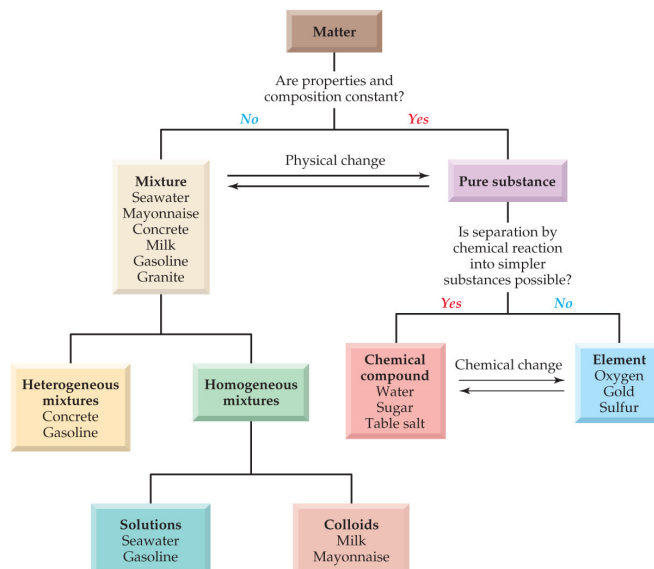 Matter
Are properties and
composition constant?
No
Yes
Physical change
Mixture
Seawater
Mayonnaise
Concrete
Milk
Gasoline
Granite
Pure substance
Is separation by
chemical reaction
into simpler
substances possible?
Yes
No
Heterogeneous
mixtures
Concrete
Gasoline
Homogeneous
mixtures
Chemical
compound
Water
Sugar
Table salt
Chemical change
Element
Oxygen
Gold
Sulfur
Solutions
Seawater
Gasoline
Colloids
Milk
Mayonnaise